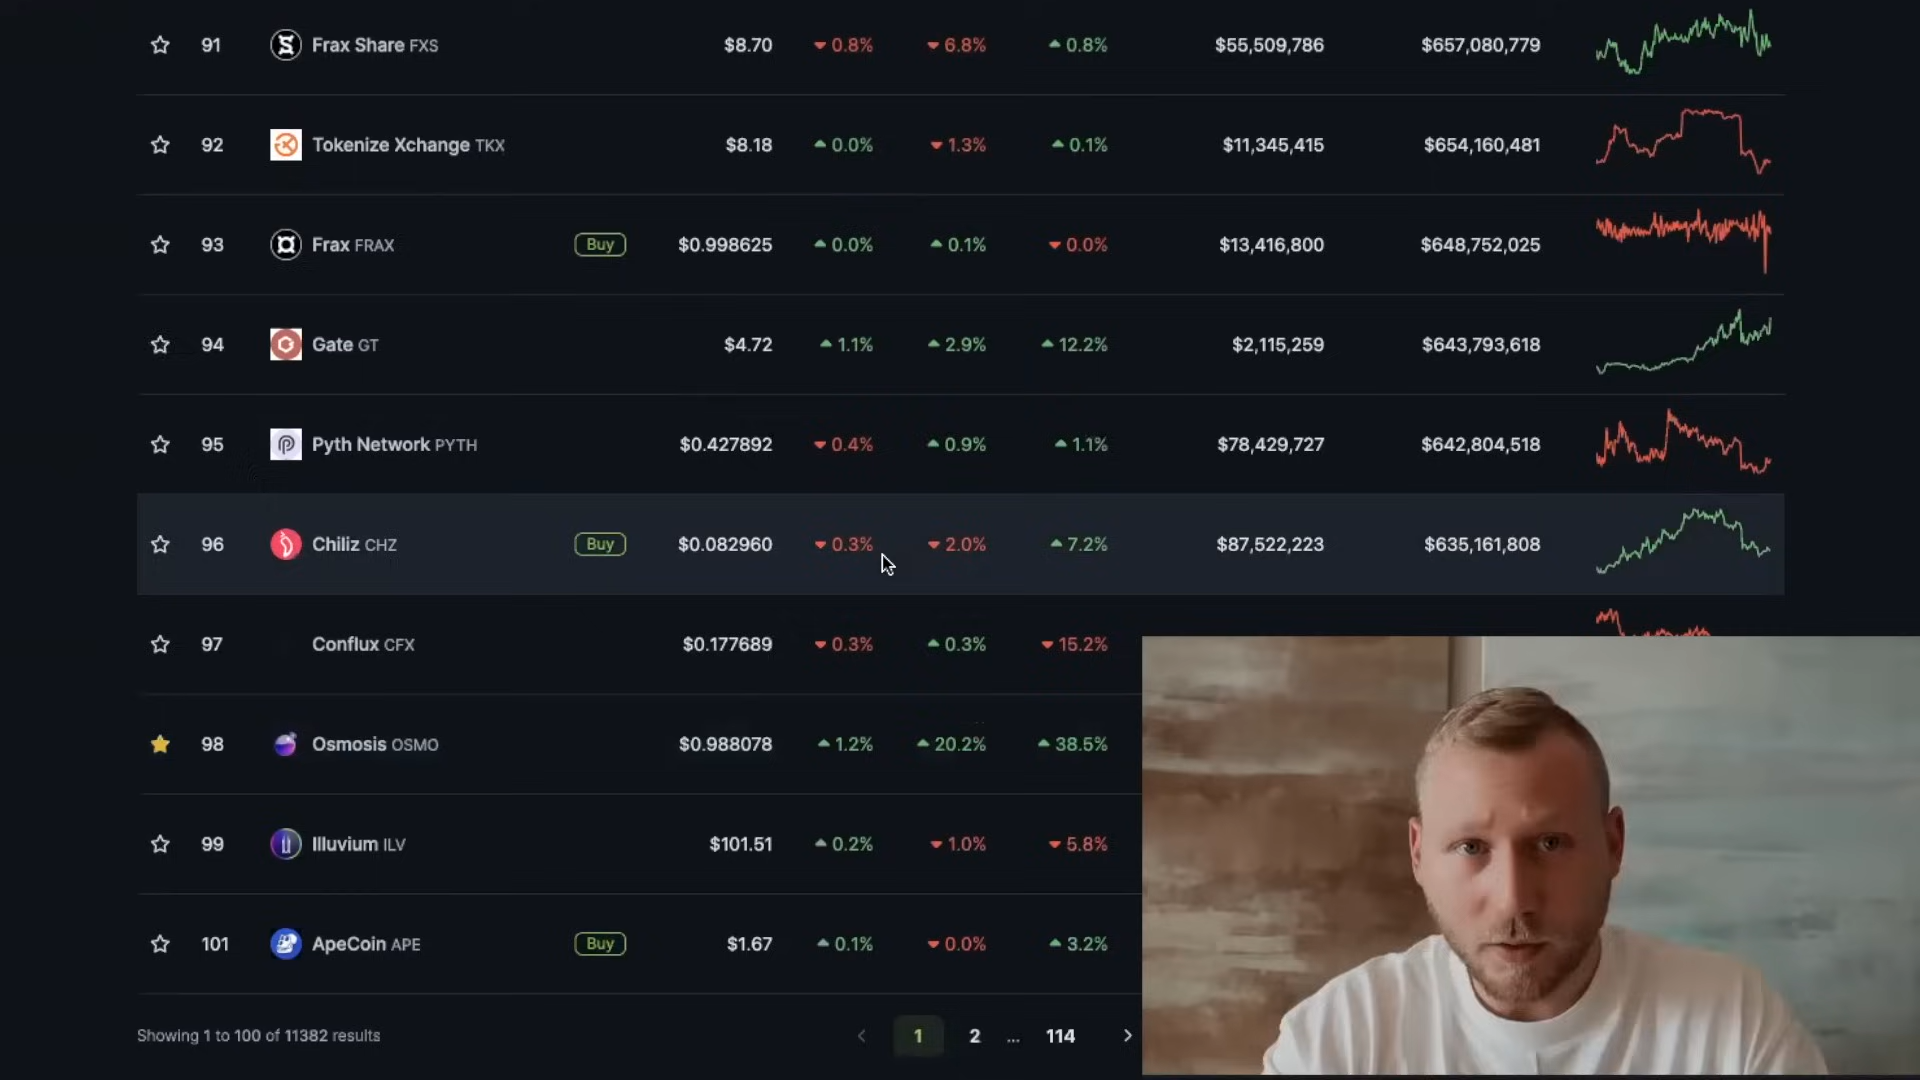 91 Frax Share FXS $8.70 0.8% 6.8% 0.8% $55,509,786 $657,080,779
92 Tokenize Xchange TKX $8.18 0.0% 1.3% 0.1% $11,345,415 $654,160,481
93 Frax FRAX Buy $0.998625 0.0% 0.1% 0.0% $13,416,800 $648,752,025
94 Gate GT $4.72 1.1% 2.9% 12.2% $2,115,259 $643,793,618
95 Pyth Network PYTH $0.427892 0.4% 0.9% 1.1% $78,429,727 $642,804,518
96 Chiliz CHZ Buy $0.082960 0.3% 2.0% 7.2% $87,522,223 $635,161,808
97 Conflux CFX $0.177689 0.3% 0.3% 15.2%
98 Osmosis OSMO $0.988078 1.2% 20.2% 38.5%
99 Illuvium ILV $101.51 0.2% 1.0% 5.8%
101 ApeCoin APE Buy $1.67 0.1% 0.0% 3.2%
Showing 1 to 100 of 11382 results 1 2 ... 114